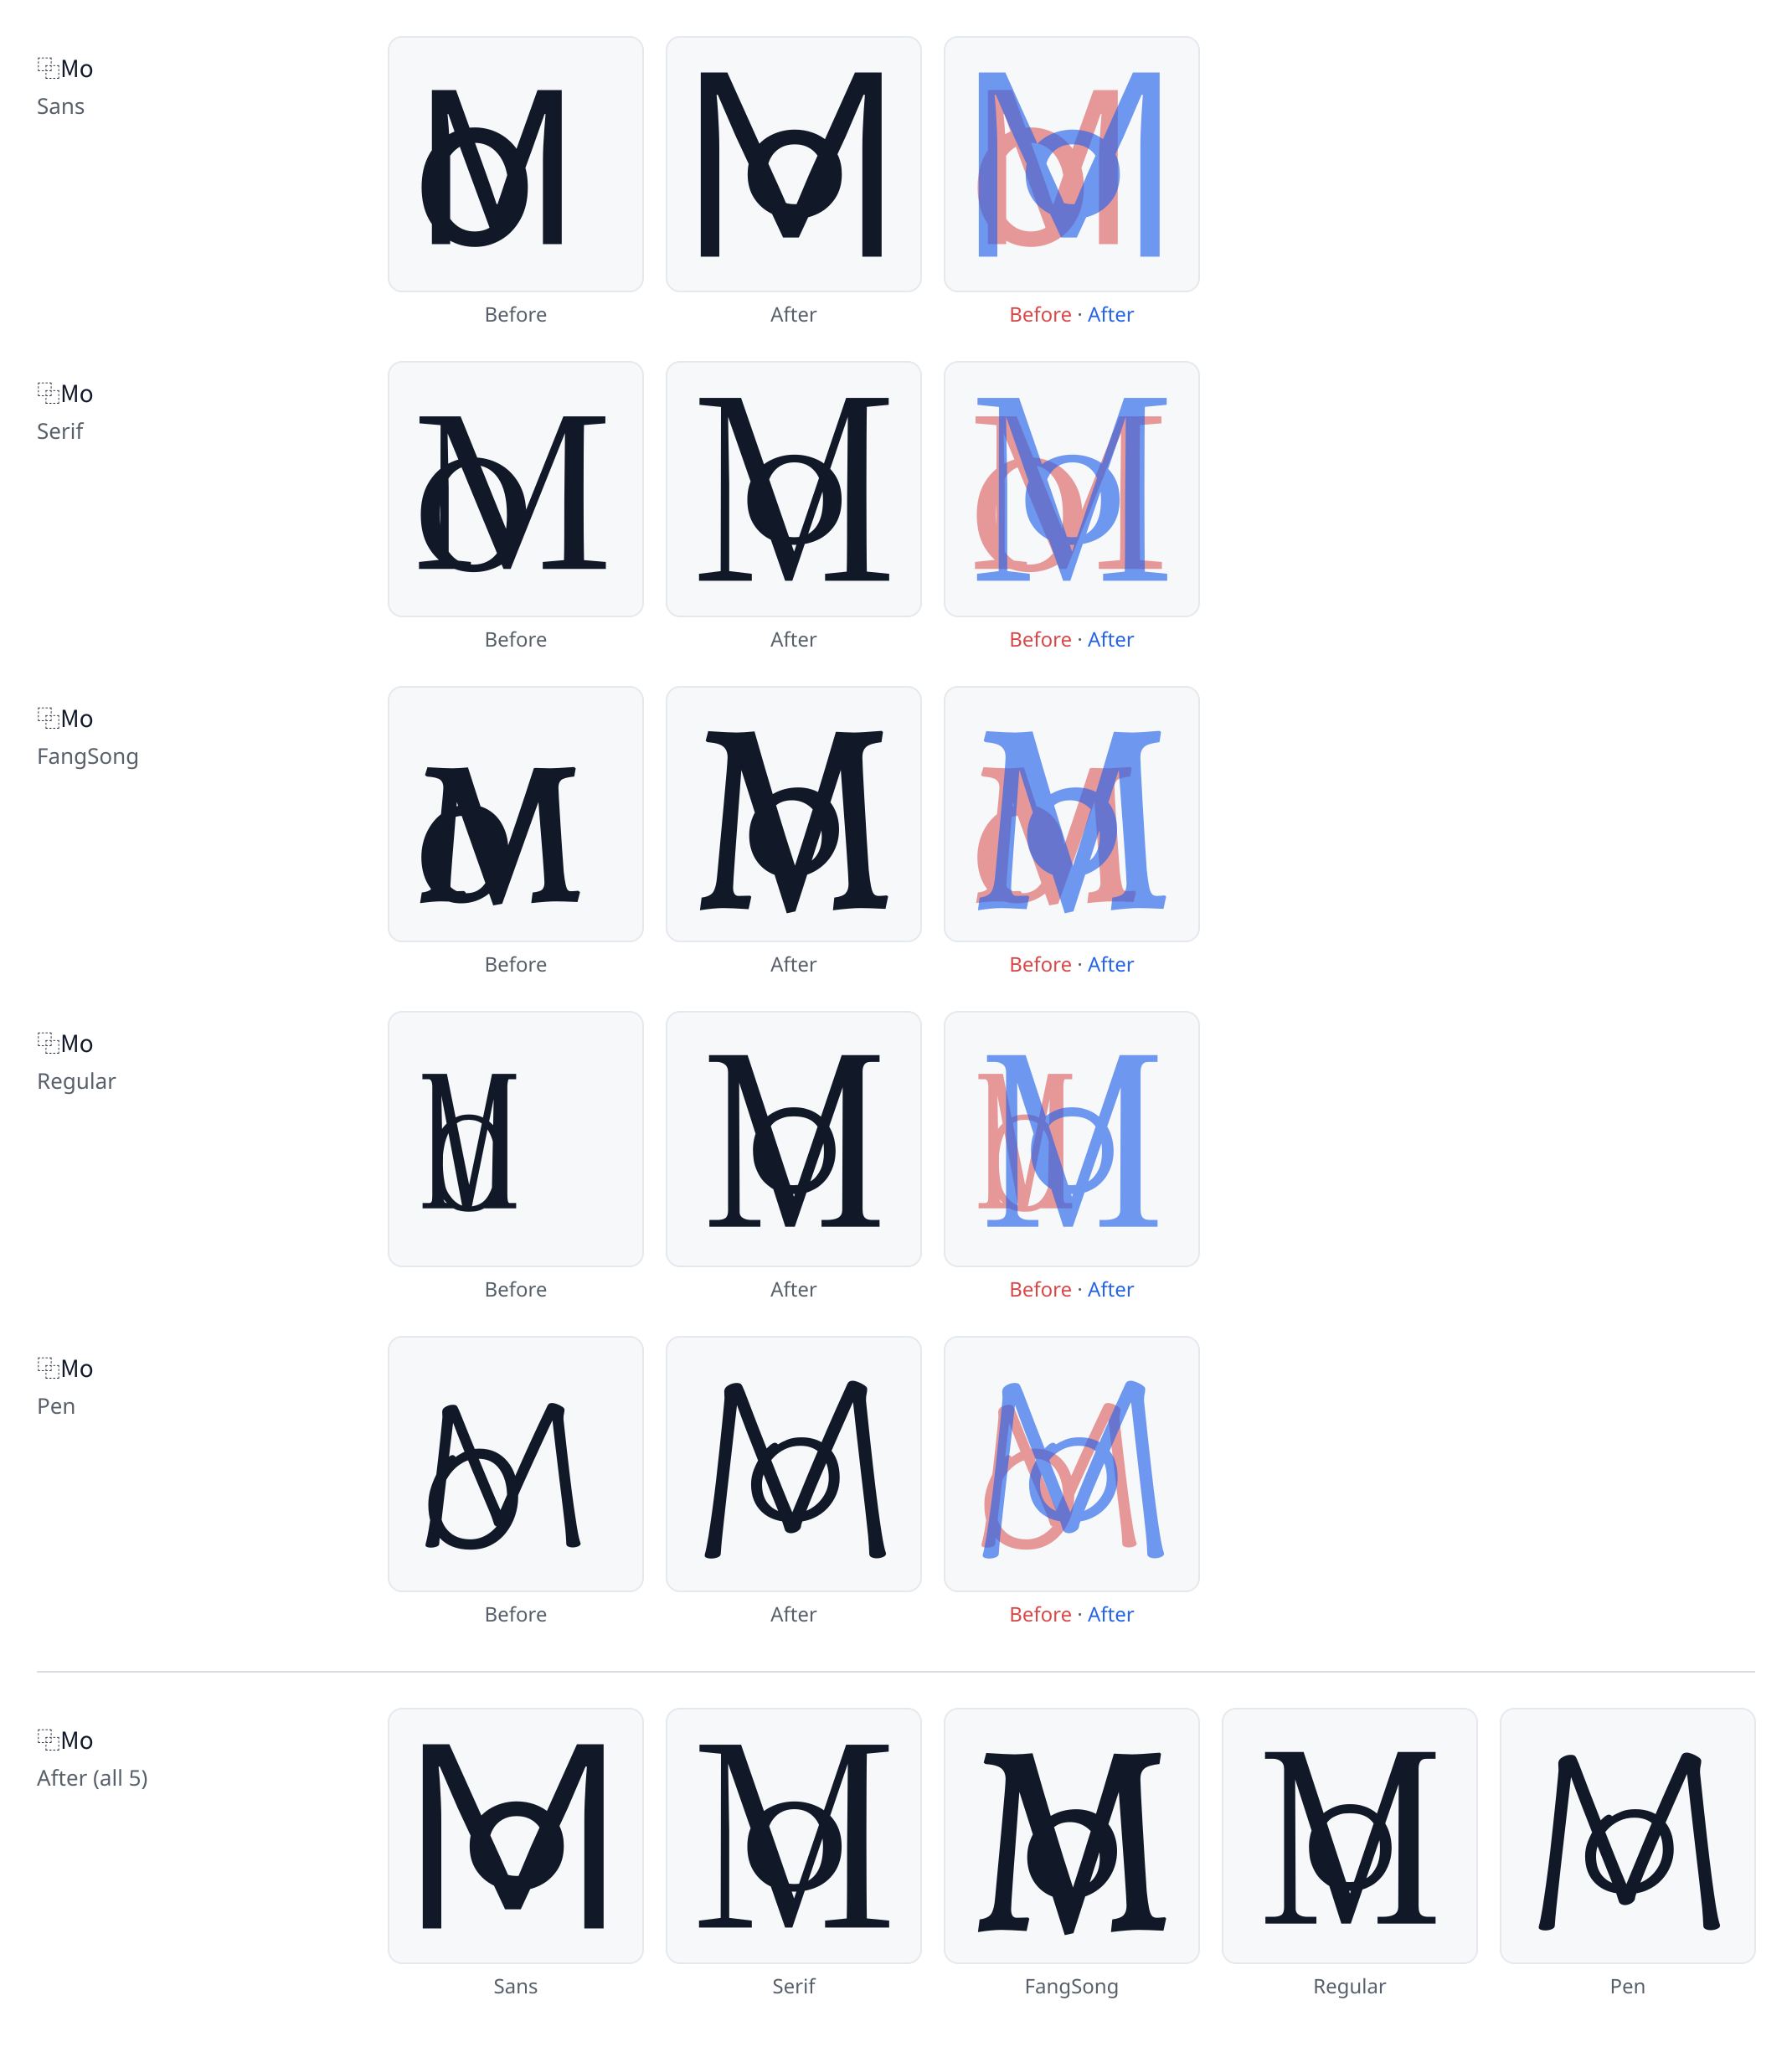 ⿻Mo
Sans
Before
After
Before · After
⿻Mo
Serif
Before
After
Before · After
⿻Mo
FangSong
Before
After
Before · After
⿻Mo
Regular
Before
After
Before · After
⿻Mo
Pen
Before
After
Before · After
⿻Mo
After (all 5)
Sans
Serif
FangSong
Regular
Pen